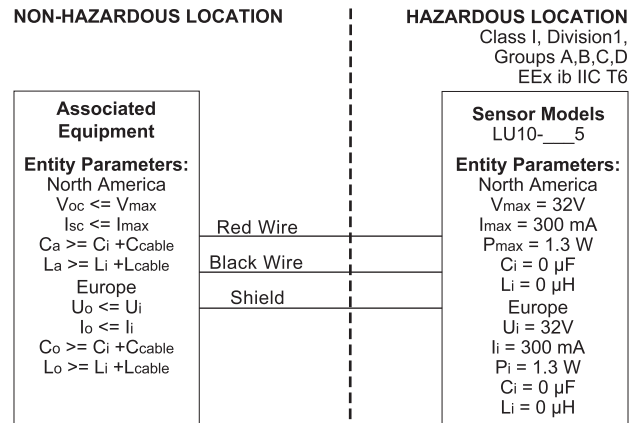 NON-HAZARDOUS LOCATION
HAZARDOUS LOCATION
Class I, Division1,
Groups A,B,C,D
EEx ib IIC T6
Associated
Equipment
Entity Parameters:
North America
Voc <= Vmax
Isc <= Imax
Ca >= Ci +Ccable
La >= Li +Lcable
Europe
Uo <= Ui
Io <= Ii
Co >= Ci +Ccable
Lo >= Li +Lcable
Red Wire
Black Wire
Shield
Sensor Models
LU10-___5
Entity Parameters:
North America
Vmax = 32V
Imax = 300 mA
Pmax = 1.3 W
Ci = 0 µF
Li = 0 µH
Europe
Ui = 32V
Ii = 300 mA
Pi = 1.3 W
Ci = 0 µF
Li = 0 µH